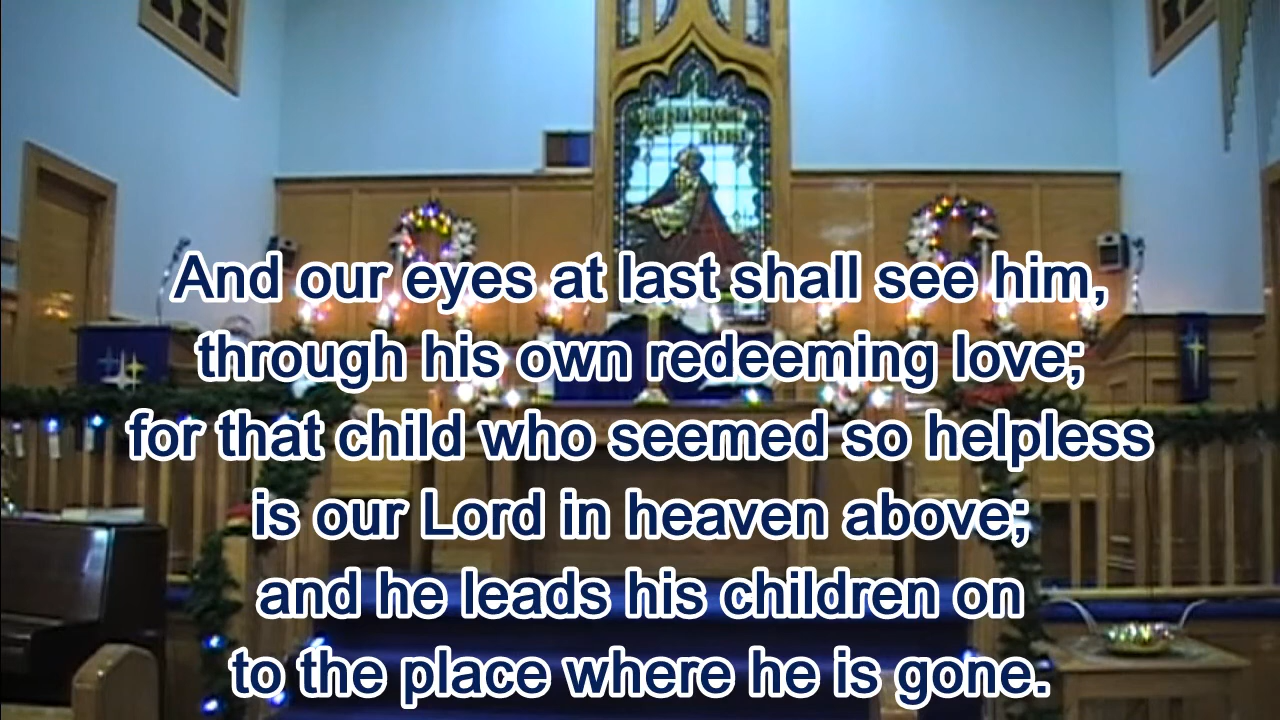 And our eyes at last shall see him,
through his own redeeming love;
for that child who seemed so helpless
is our Lord in heaven above;
and he leads his children on
to the place where he is gone.